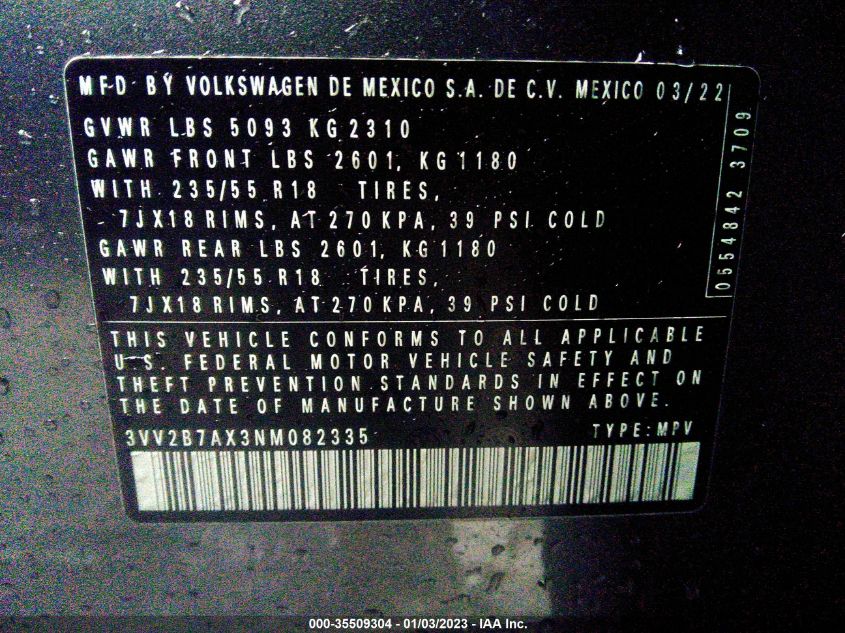 MFD BY VOLKSWAGEN DE MEXICO S.A. DE C.V. MEXICO 03/22
GVWR LBS 5093 KG 2310
GAWR FRONT LBS 2601, KG 1180
WITH 235/55 R18 TIRES,
7JX18 RIMS, AT 270 KPA, 39 PSI COLD
GAWR REAR LBS 2601, KG 1180
WITH 235/55 R18 TIRES,
7JX18 RIMS, AT 270 KPA, 39 PSI COLD
0554842 3709
THIS VEHICLE CONFORMS TO ALL APPLICABLE
U.S. FEDERAL MOTOR VEHICLE SAFETY AND
THEFT PREVENTION STANDARDS IN EFFECT ON
THE DATE OF MANUFACTURE SHOWN ABOVE.
3VV2B7AX3NM082335 TYPE: MPV
000-35509304 - 01/03/2023 - IAA Inc.